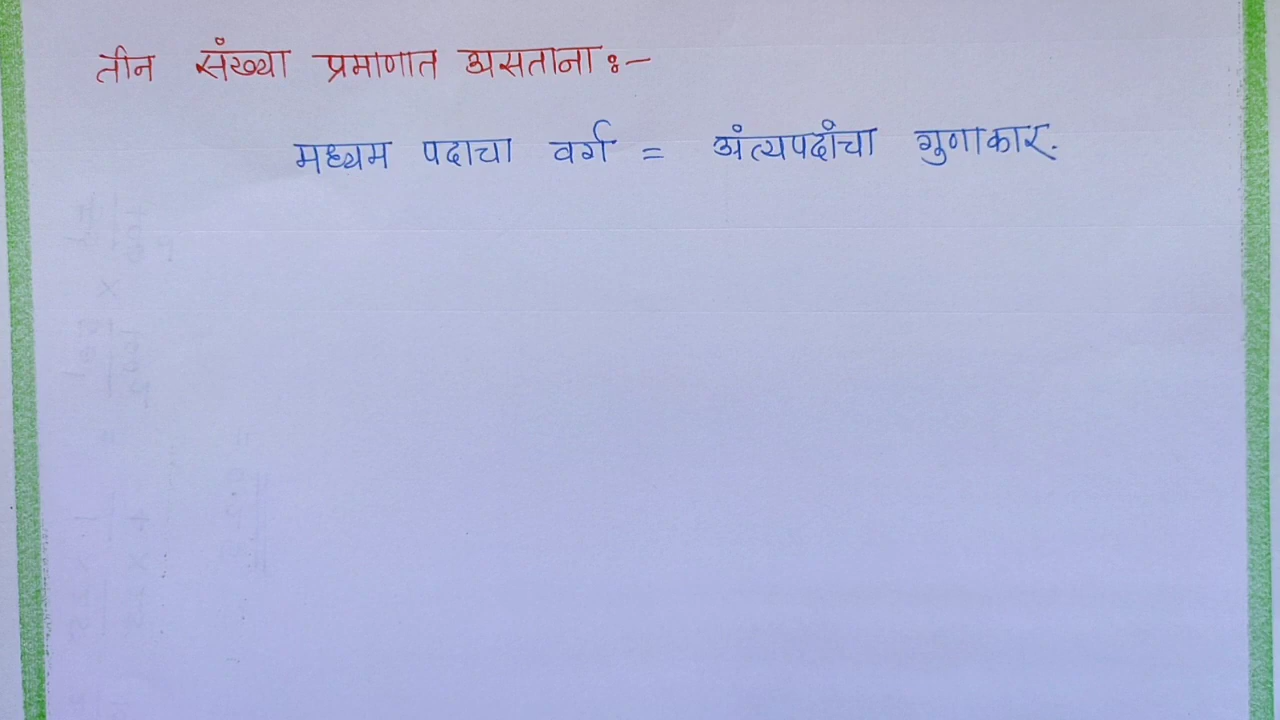 तीन संख्या प्रमाणात असताना:-
मध्यम पदाचा वर्ग = अंत्यपदांचा गुणाकार.